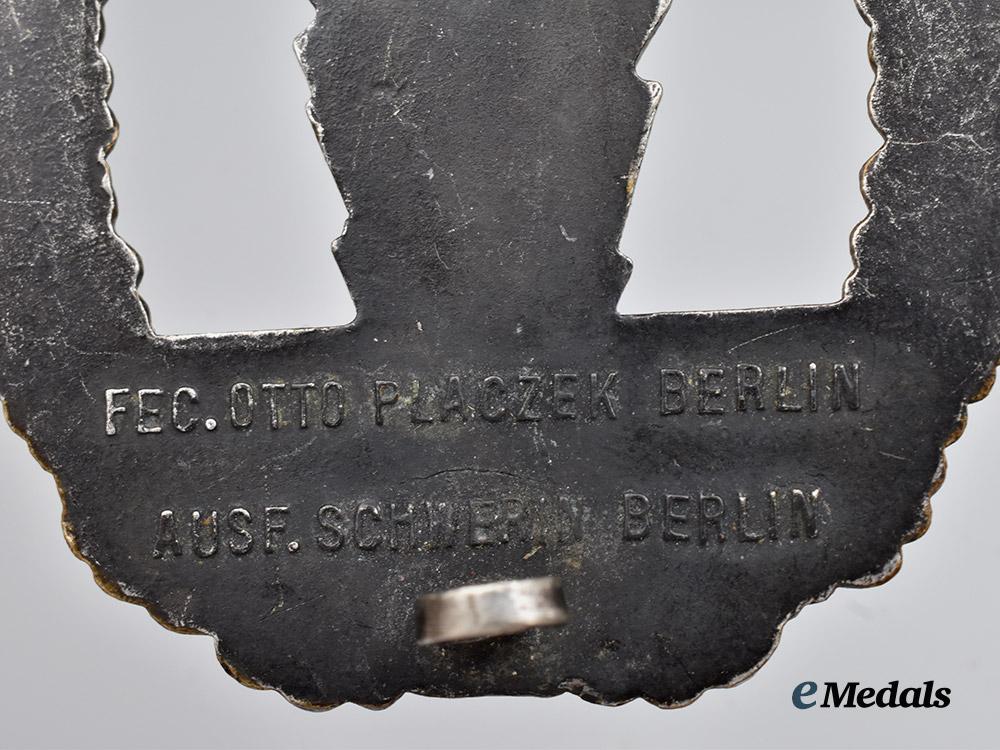 FEC. OTTO PLACZEK BERLIN
AUSF. SCHWERIN BERLIN
eMedals